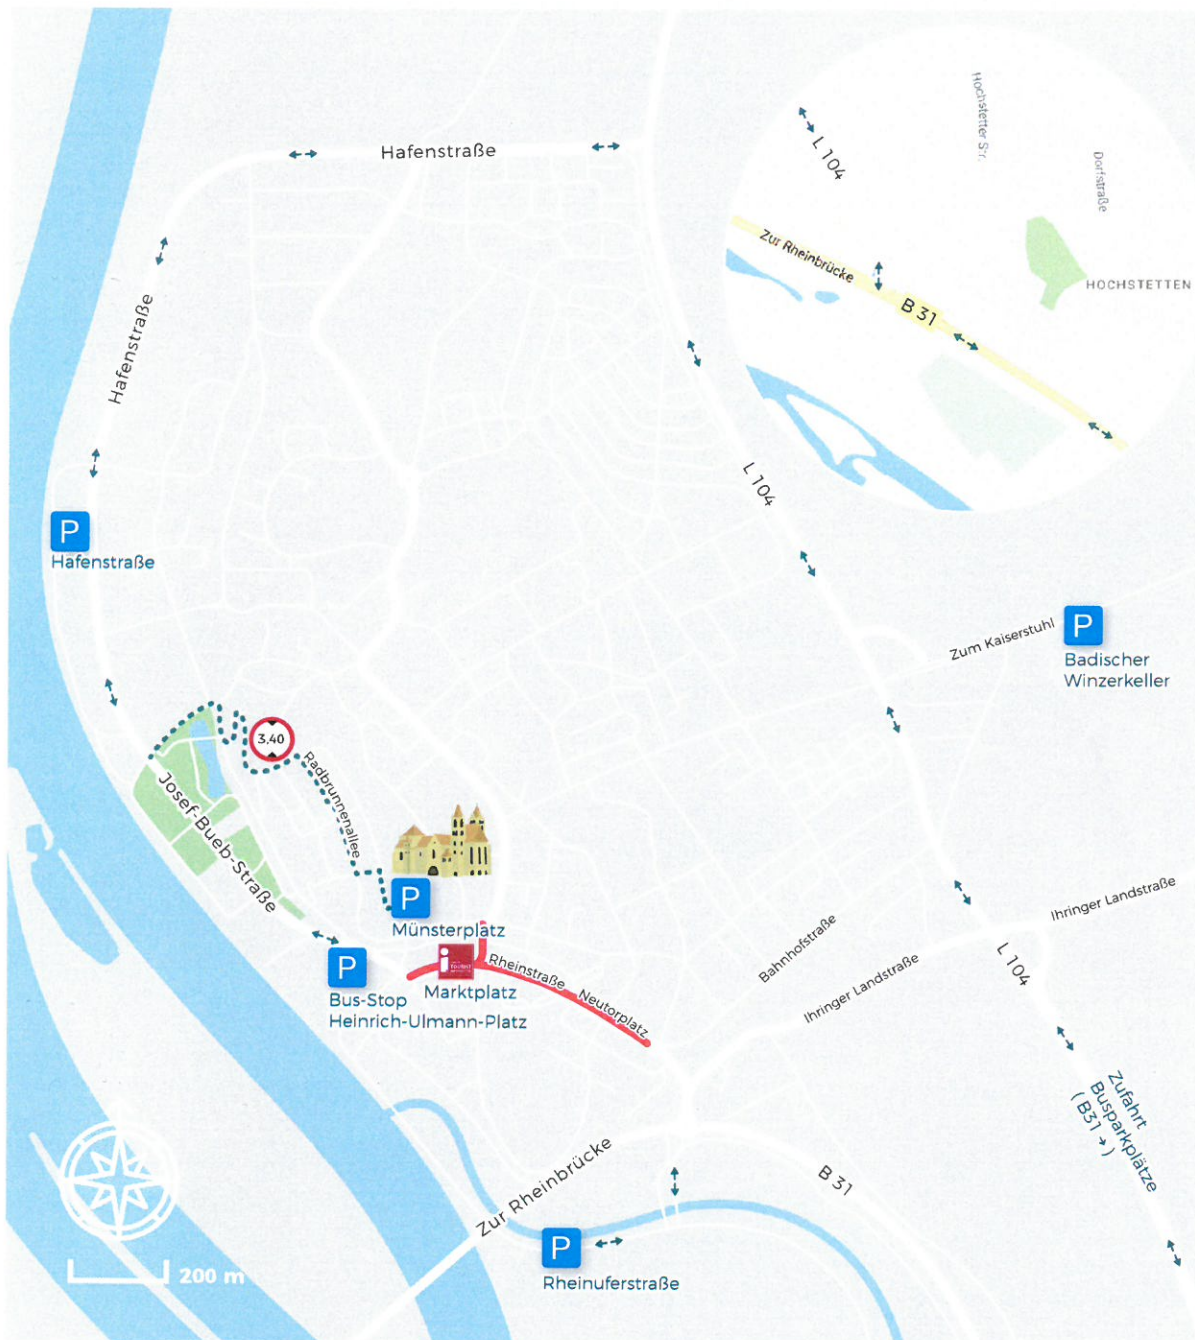 Hafenstraße
Hochstetter Str.
L 104
Dorfstraße
Zur Rheinbrücke
HOCHSTETTEN
B 31
Hafenstraße
L 104
P
Hafenstraße
P
Zum Kaiserstuhl
Badischer
Winzerkeller
3,40
Radbrunnenallee
Josef-Bueb-Straße
P
Münsterplatz
Ihringer Landstraße
Bahnhofstraße
P
i
Marktplatz
Rheinstraße
Neutorplatz
Bus-Stop
Heinrich-Ulmann-Platz
Ihringer Landstraße
L 104
Zufahrt
Busparkplätze
(B31 → )
Zur Rheinbrücke
B 31
P
Rheinuferstraße
200 m